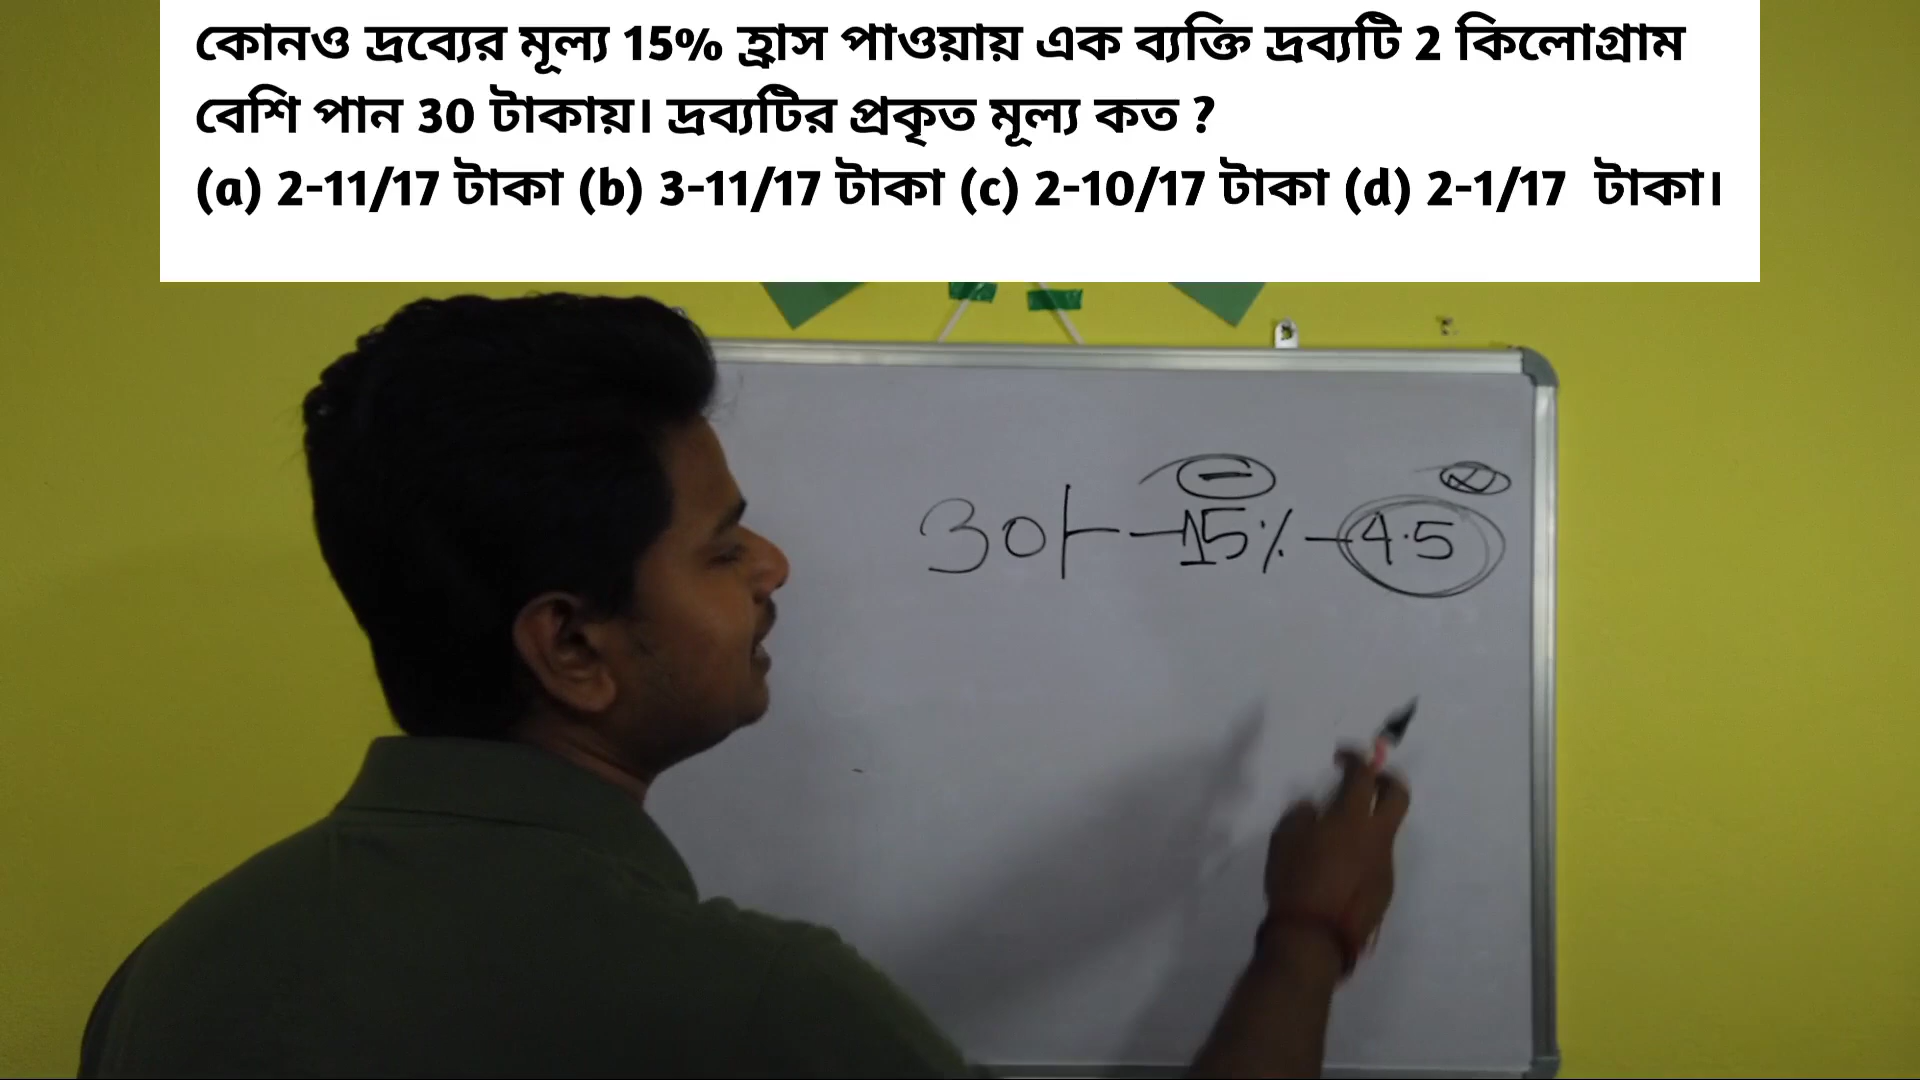 কোনও দ্রব্যের মূল্য 15% হ্রাস পাওয়ায় এক ব্যক্তি দ্রব্যটি 2 কিলোগ্রাম
বেশি পান 30 টাকায়। দ্রব্যটির প্রকৃত মূল্য কত ?
(a) 2-11/17 টাকা (b) 3-11/17 টাকা (c) 2-10/17 টাকা (d) 2-1/17 টাকা।
30/- -15% - 4.5